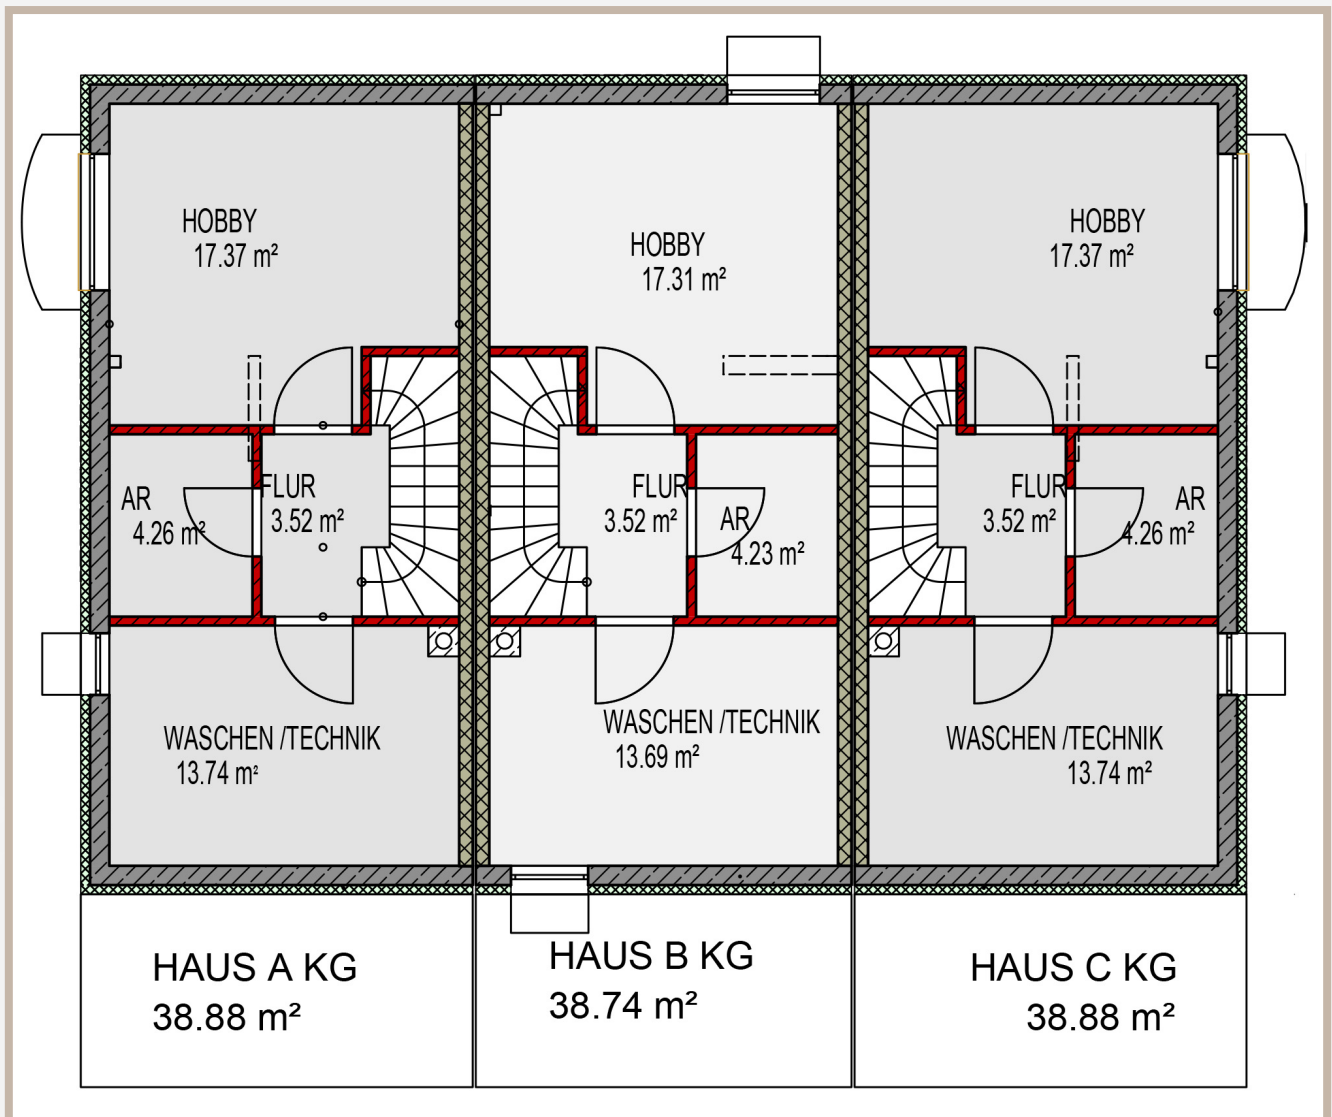 HOBBY
17.37 m²
HOBBY
17.31 m²
HOBBY
17.37 m²
AR
4.26 m²
FLUR
3.52 m²
FLUR
3.52 m²
AR
4.23 m²
FLUR
3.52 m²
AR
4.26 m²
WASCHEN /TECHNIK
13.74 m²
WASCHEN /TECHNIK
13.69 m²
WASCHEN /TECHNIK
13.74 m²
HAUS A KG
38.88 m²
HAUS B KG
38.74 m²
HAUS C KG
38.88 m²